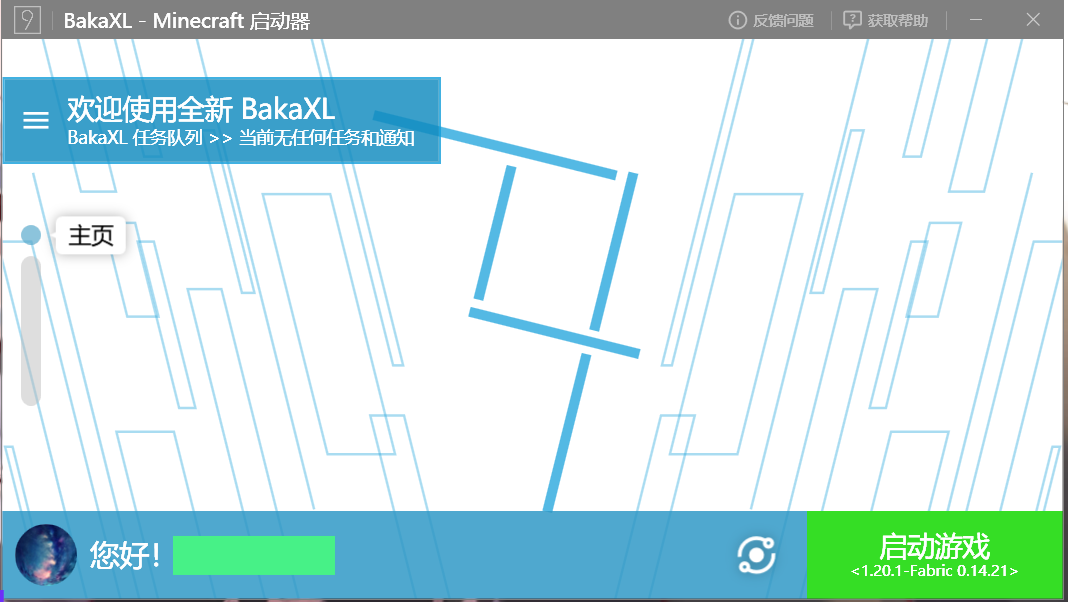 BakaXL - Minecraft 启动器
反馈问题
获取帮助
欢迎使用全新 BakaXL
BakaXL 任务队列 >> 当前无任何任务和通知
主页
您好!
启动游戏
<1.20.1-Fabric 0.14.21>